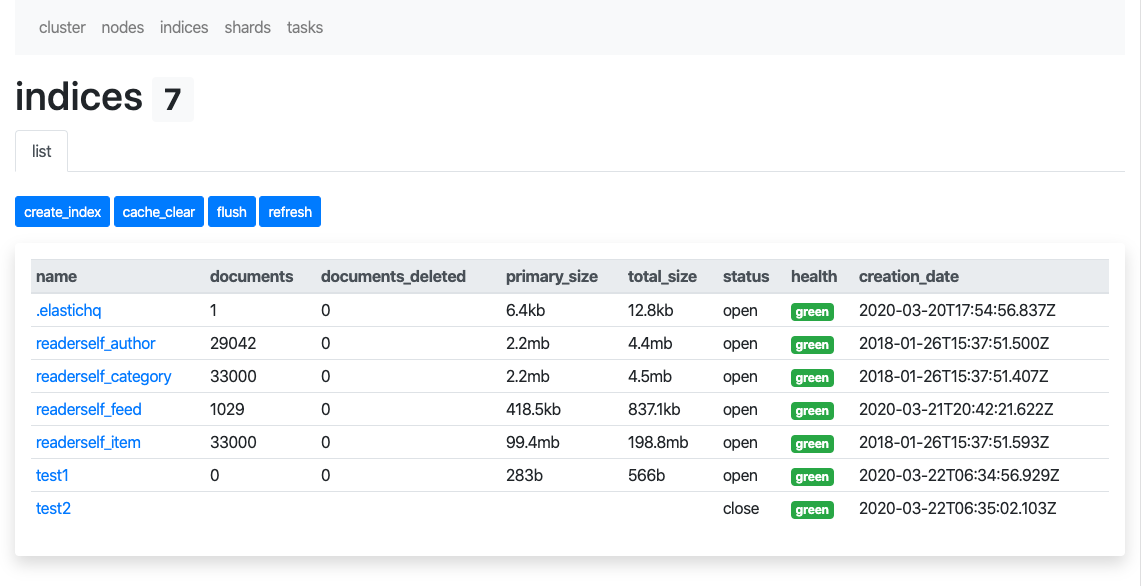 cluster nodes indices shards tasks
indices 7
list
create_index cache_clear flush refresh
name documents documents_deleted primary_size total_size status health creation_date
.elastichq 1 0 6.4kb 12.8kb open green 2020-03-20T17:54:56.837Z
readerself_author 29042 0 2.2mb 4.4mb open green 2018-01-26T15:37:51.500Z
readerself_category 33000 0 2.2mb 4.5mb open green 2018-01-26T15:37:51.407Z
readerself_feed 1029 0 418.5kb 837.1kb open green 2020-03-21T20:42:21.622Z
readerself_item 33000 0 99.4mb 198.8mb open green 2018-01-26T15:37:51.593Z
test1 0 0 283b 566b open green 2020-03-22T06:34:56.929Z
test2 close green 2020-03-22T06:35:02.103Z